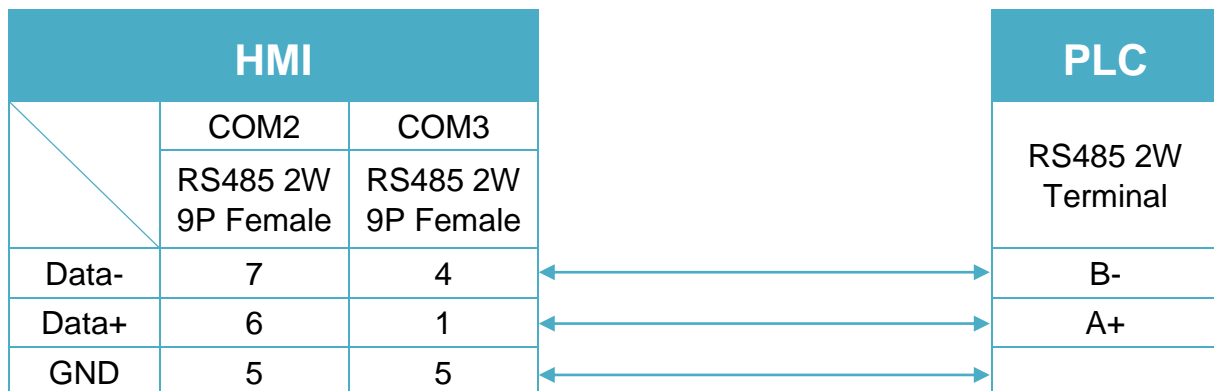 HMI
PLC
COM2 COM3
RS485 2W
9P Female
RS485 2W
9P Female
RS485 2W
Terminal
Data- 7 4 B-
Data+ 6 1 A+
GND 5 5